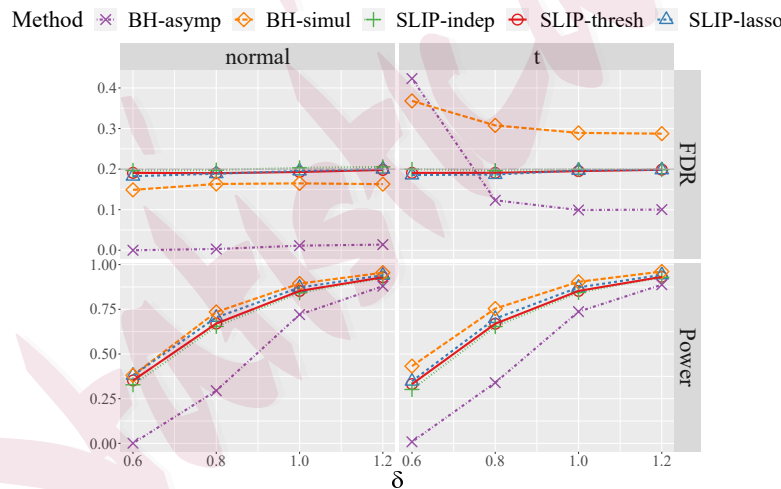 Method BH-asymp BH-simul SLIP-indep SLIP-thresh SLIP-lasso
normal t
0.4
0.3
0.2
0.1
0.0
FDR
1.00
0.75
0.50
0.25
0.00
Power
0.6 0.8 1.0 1.2 0.6 0.8 1.0 1.2
δ